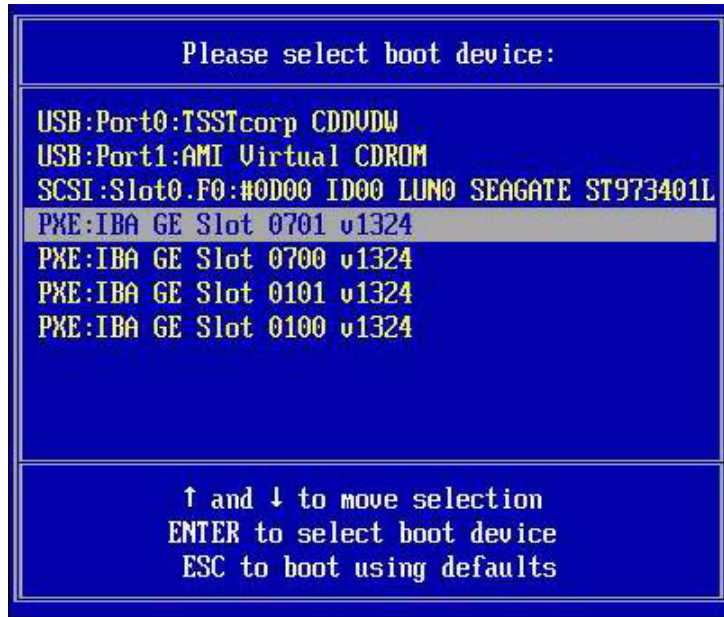 Please select boot device:
USB:Port0:TSSTcorp CDDVDW
USB:Port1:AMI Virtual CDROM
SCSI:Slot0.F0:#0D00 ID00 LUN0 SEAGATE ST973401L
PXE:IBA GE Slot 0701 v1324
PXE:IBA GE Slot 0700 v1324
PXE:IBA GE Slot 0101 v1324
PXE:IBA GE Slot 0100 v1324
↑ and ↓ to move selection
ENTER to select boot device
ESC to boot using defaults